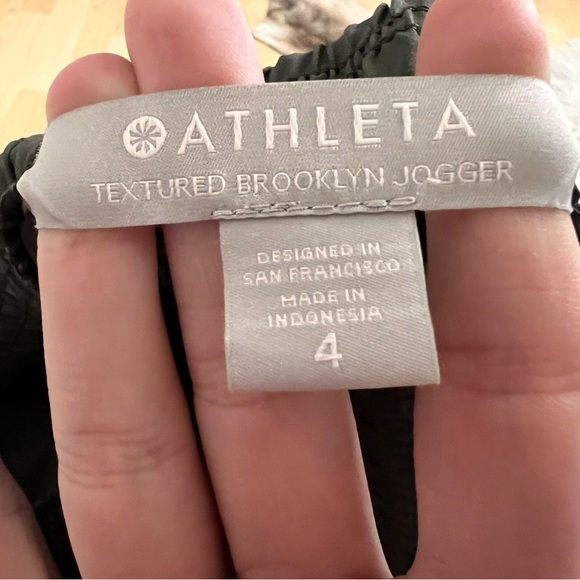 ATHLETA
TEXTURED BROOKLYN JOGGER
DESIGNED IN
SAN FRANCISCO
MADE IN
INDONESIA
4